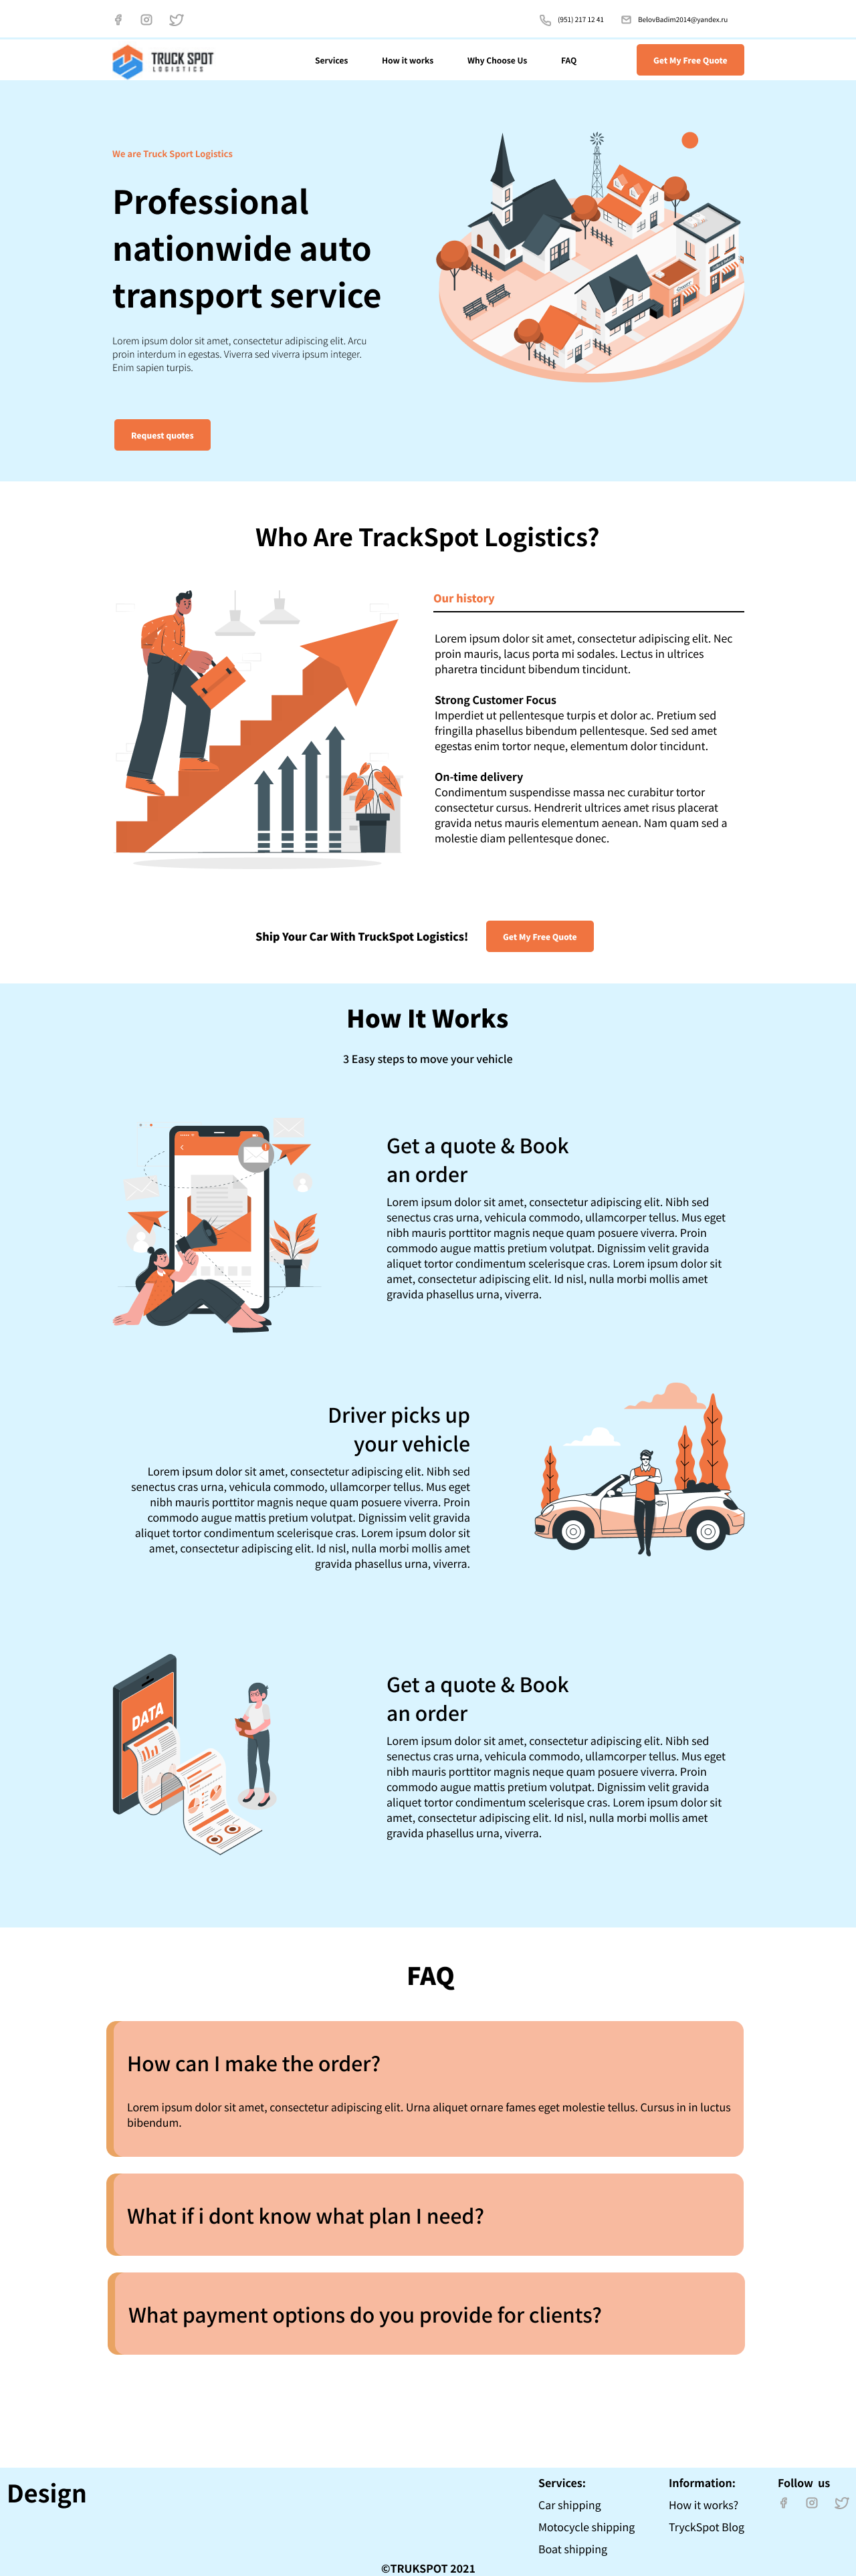 (951) 217 12 41
BelovBadim2014@yandex.ru
TRUCK SPOT
LOGISTICS
Services
How it works
Why Choose Us
FAQ
Get My Free Quote
We are Truck Sport Logistics
Professional
nationwide auto
transport service
Lorem ipsum dolor sit amet, consectetur adipiscing elit. Arcu
proin interdum in egestas. Viverra sed viverra ipsum integer.
Enim sapien turpis.
Request quotes
Who Are TrackSpot Logistics?
Our history
Lorem ipsum dolor sit amet, consectetur adipiscing elit. Nec
proin mauris, lacus porta mi sodales. Lectus in ultrices
pharetra tincidunt bibendum tincidunt.
Strong Customer Focus
Imperdiet ut pellentesque turpis et dolor ac. Pretium sed
fringilla phasellus bibendum pellentesque. Sed sed amet
egestas enim tortor neque, elementum dolor tincidunt.
On-time delivery
Condimentum suspendisse massa nec curabitur tortor
consectetur cursus. Hendrerit ultrices amet risus placerat
gravida netus mauris elementum aenean. Nam quam sed a
molestie diam pellentesque donec.
Ship Your Car With TruckSpot Logistics!
Get My Free Quote
How It Works
3 Easy steps to move your vehicle
Get a quote & Book
an order
Lorem ipsum dolor sit amet, consectetur adipiscing elit. Nibh sed
senectus cras urna, vehicula commodo, ullamcorper tellus. Mus eget
nibh mauris porttitor magnis neque quam posuere viverra. Proin
commodo augue mattis pretium volutpat. Dignissim velit gravida
aliquet tortor condimentum scelerisque cras. Lorem ipsum dolor sit
amet, consectetur adipiscing elit. Id nisl, nulla morbi mollis amet
gravida phasellus urna, viverra.
Driver picks up
your vehicle
Lorem ipsum dolor sit amet, consectetur adipiscing elit. Nibh sed
senectus cras urna, vehicula commodo, ullamcorper tellus. Mus eget
nibh mauris porttitor magnis neque quam posuere viverra. Proin
commodo augue mattis pretium volutpat. Dignissim velit gravida
aliquet tortor condimentum scelerisque cras. Lorem ipsum dolor sit
amet, consectetur adipiscing elit. Id nisl, nulla morbi mollis amet
gravida phasellus urna, viverra.
DATA
Get a quote & Book
an order
Lorem ipsum dolor sit amet, consectetur adipiscing elit. Nibh sed
senectus cras urna, vehicula commodo, ullamcorper tellus. Mus eget
nibh mauris porttitor magnis neque quam posuere viverra. Proin
commodo augue mattis pretium volutpat. Dignissim velit gravida
aliquet tortor condimentum scelerisque cras. Lorem ipsum dolor sit
amet, consectetur adipiscing elit. Id nisl, nulla morbi mollis amet
gravida phasellus urna, viverra.
FAQ
How can I make the order?
Lorem ipsum dolor sit amet, consectetur adipiscing elit. Urna aliquet ornare fames eget molestie tellus. Cursus in in luctus
bibendum.
What if i dont know what plan I need?
What payment options do you provide for clients?
Design
Services:
Car shipping
Motocycle shipping
Boat shipping
Information:
How it works?
TryckSpot Blog
Follow us
©TRUKSPOT 2021